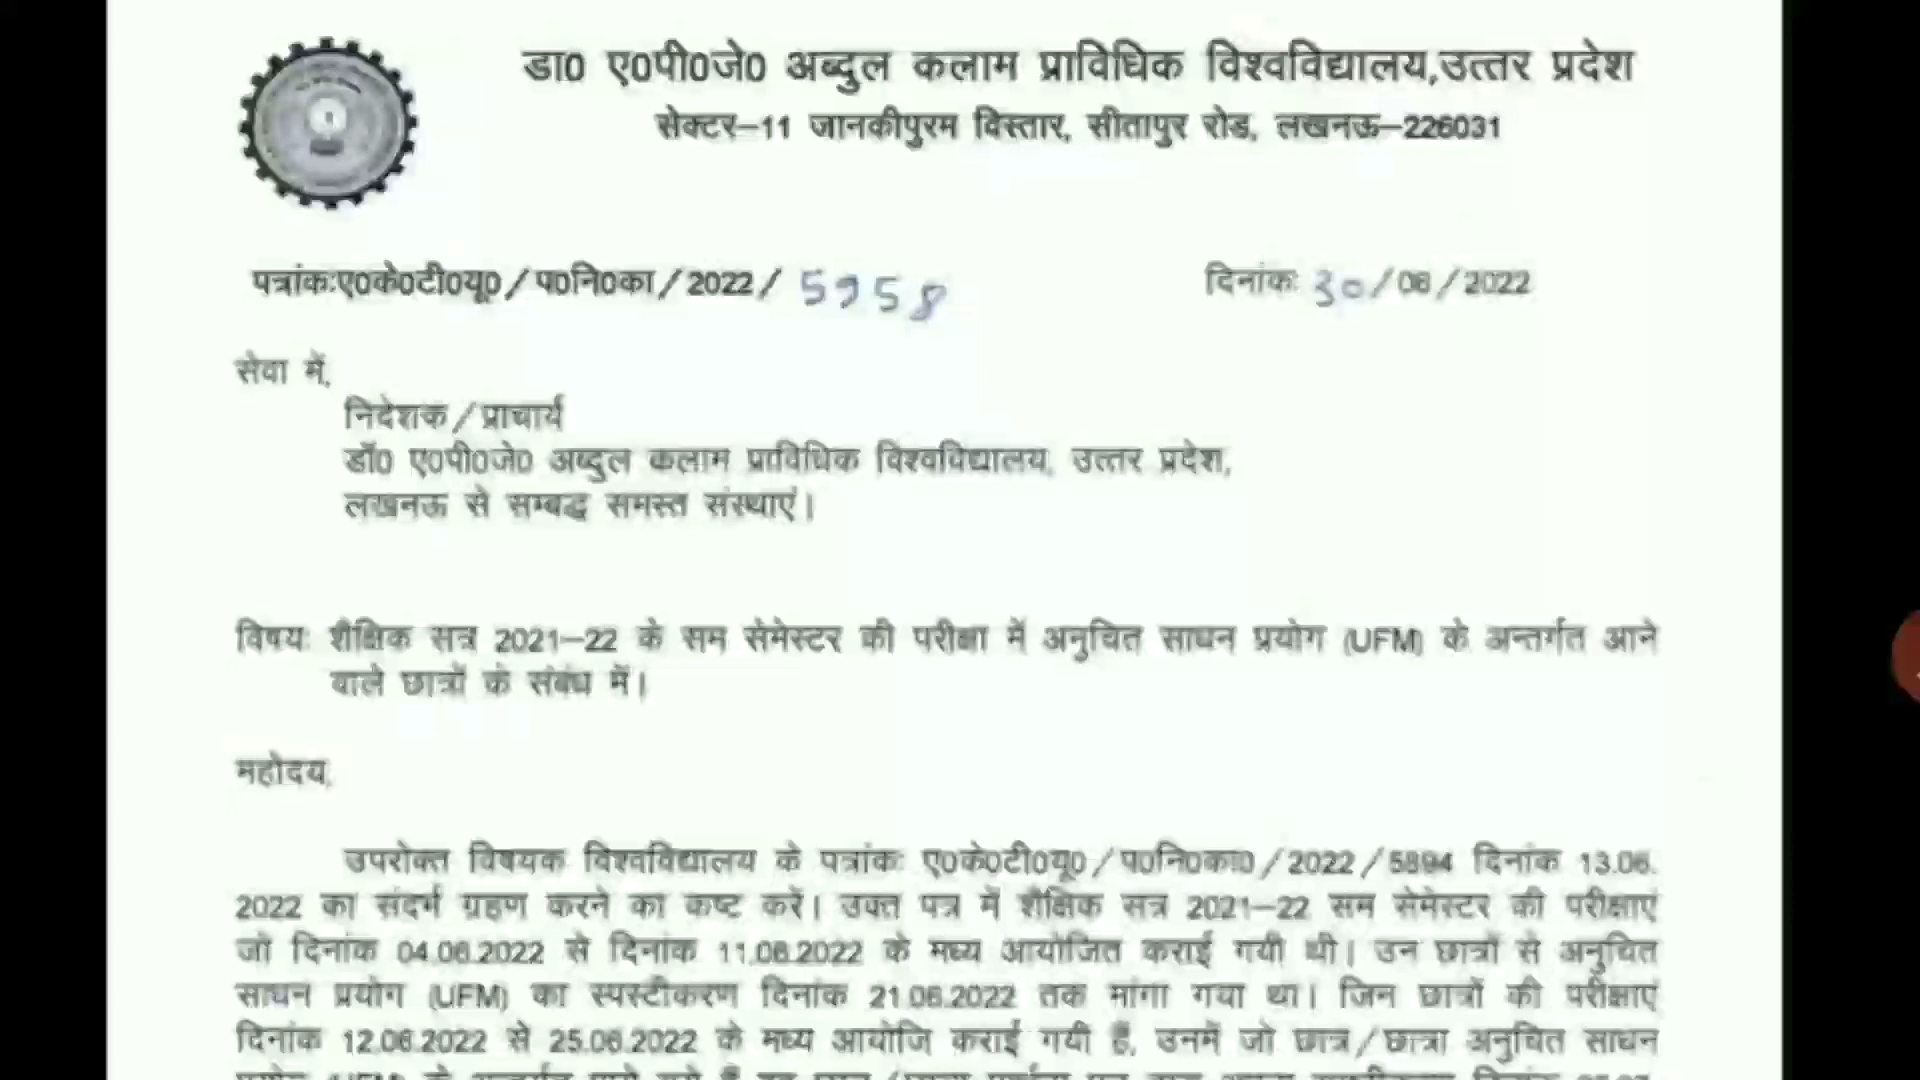 डा0 ए0पी0जे0 अब्दुल कलाम प्राविधिक विश्वविद्यालय,उत्तर प्रदेश
सेक्टर–11 जानकीपुरम विस्तार, सीतापुर रोड, लखनऊ–226031
पत्रांक:ए0के0टी0यू0/प0नि0का/2022/ 5958
दिनांक: 30/06/2022
सेवा में,
निदेशक/प्राचार्य
डॉ0 ए0पी0जे0 अब्दुल कलाम प्राविधिक विश्वविद्यालय, उत्तर प्रदेश,
लखनऊ से सम्बद्ध समस्त संस्थाएं।
विषय: शैक्षिक सत्र 2021–22 के सम सेमेस्टर की परीक्षा में अनुचित साधन प्रयोग (UFM) के अन्तर्गत आने
वाले छात्रों के संबंध में।
महोदय,
उपरोक्त विषयक विश्वविद्यालय के पत्रांक: ए0के0टी0यू0/प0नि0का0/2022/5894 दिनांक 13.06.
2022 का संदर्भ ग्रहण करने का कष्ट करें। उक्त पत्र में शैक्षिक सत्र 2021–22 सम सेमेस्टर की परीक्षाएं
जो दिनांक 04.06.2022 से दिनांक 11.06.2022 के मध्य आयोजित कराई गयी थी। उन छात्रों से अनुचित
साधन प्रयोग (UFM) का स्पस्टीकरण दिनांक 21.06.2022 तक मांगा गया था। जिन छात्रों की परीक्षाएं
दिनांक 12.06.2022 से 25.06.2022 के मध्य आयोजि कराई गयी हैं, उनमें जो छात्र/छात्रा अनुचित साधन